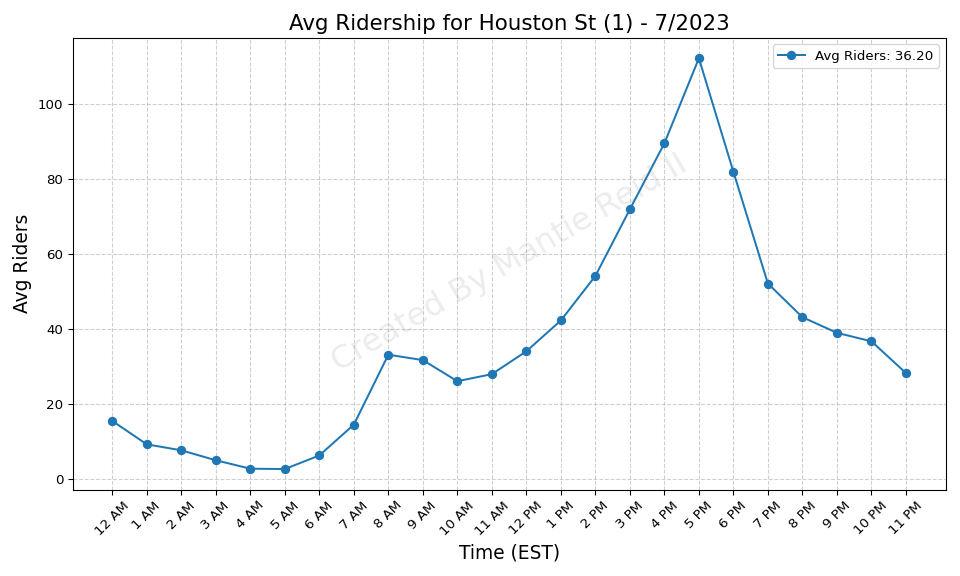 Avg Ridership for Houston St (1) - 7/2023
Avg Riders: 36.20
Avg Riders
100
80
60
40
20
0
Created By Mantle Reid II
12 AM
1 AM
2 AM
3 AM
4 AM
5 AM
6 AM
7 AM
8 AM
9 AM
10 AM
11 AM
12 PM
1 PM
2 PM
3 PM
4 PM
5 PM
6 PM
7 PM
8 PM
9 PM
10 PM
11 PM
Time (EST)